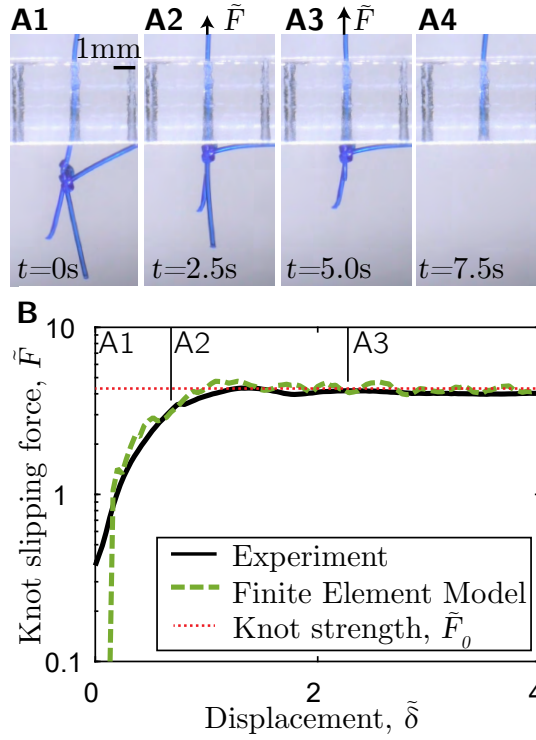 A1 A2 F̃ A3 F̃ A4
1mm
t=0s t=2.5s t=5.0s t=7.5s
B
10
A1 A2 A3
Knot slipping force, F̃
1
Experiment
Finite Element Model
Knot strength, F̃₀
0.1
0 2 4
Displacement, δ̃